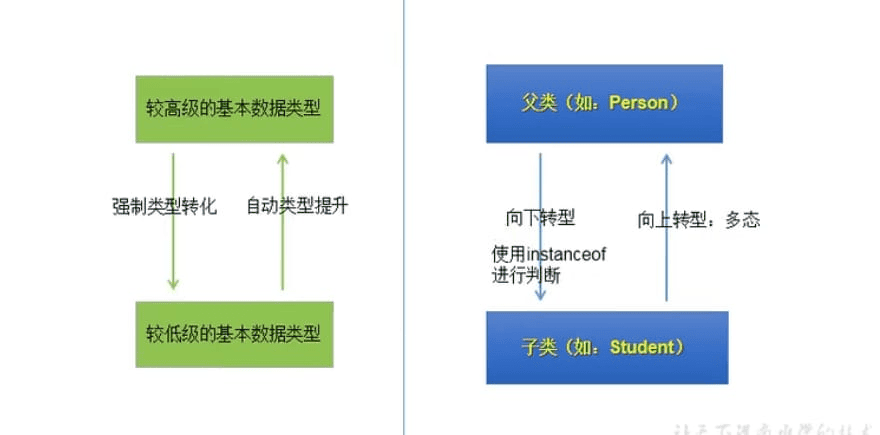 较高级的基本数据类型
强制类型转化
自动类型提升
较低级的基本数据类型
父类（如：Person）
向下转型
使用instanceof
进行判断
向上转型：多态
子类（如：Student）